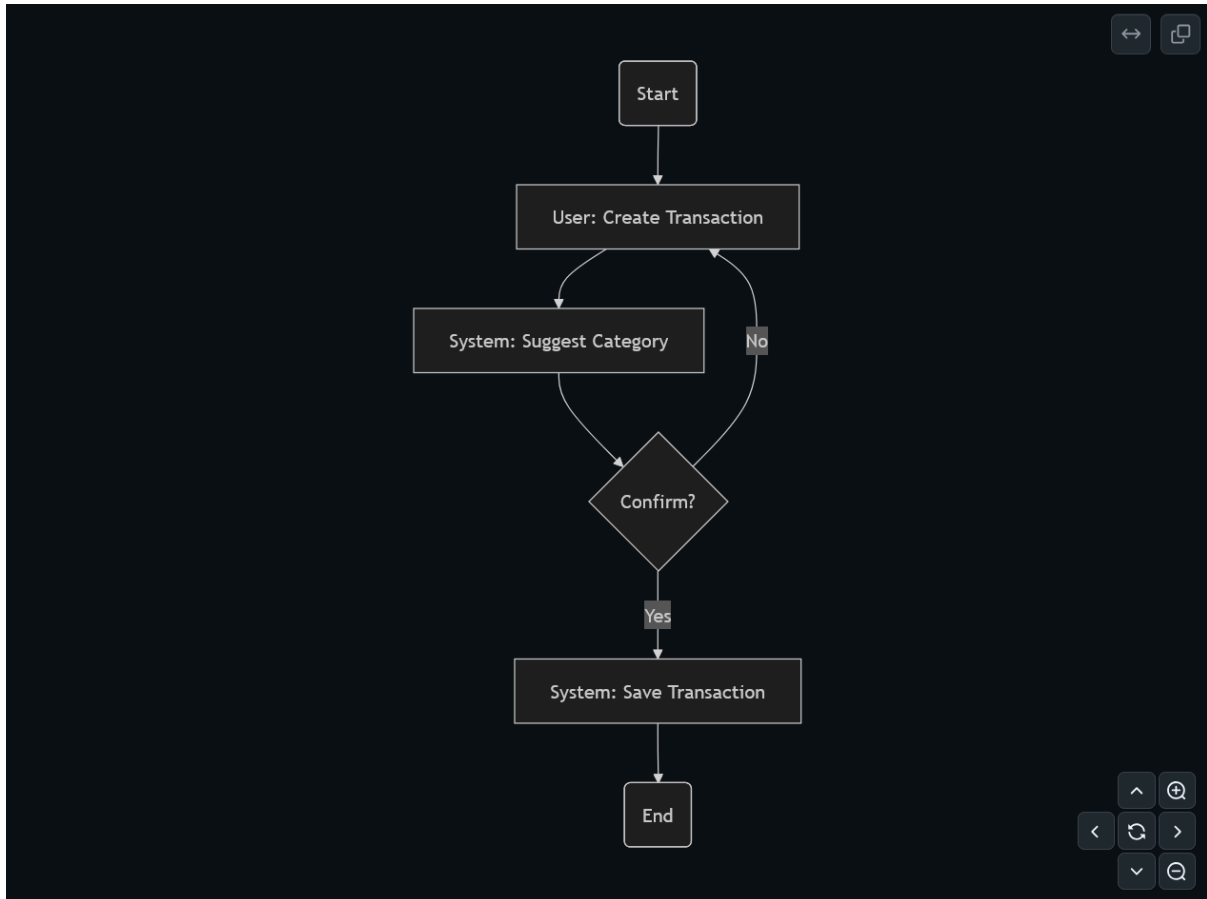 Start
User: Create Transaction
System: Suggest Category
No
Confirm?
Yes
System: Save Transaction
End